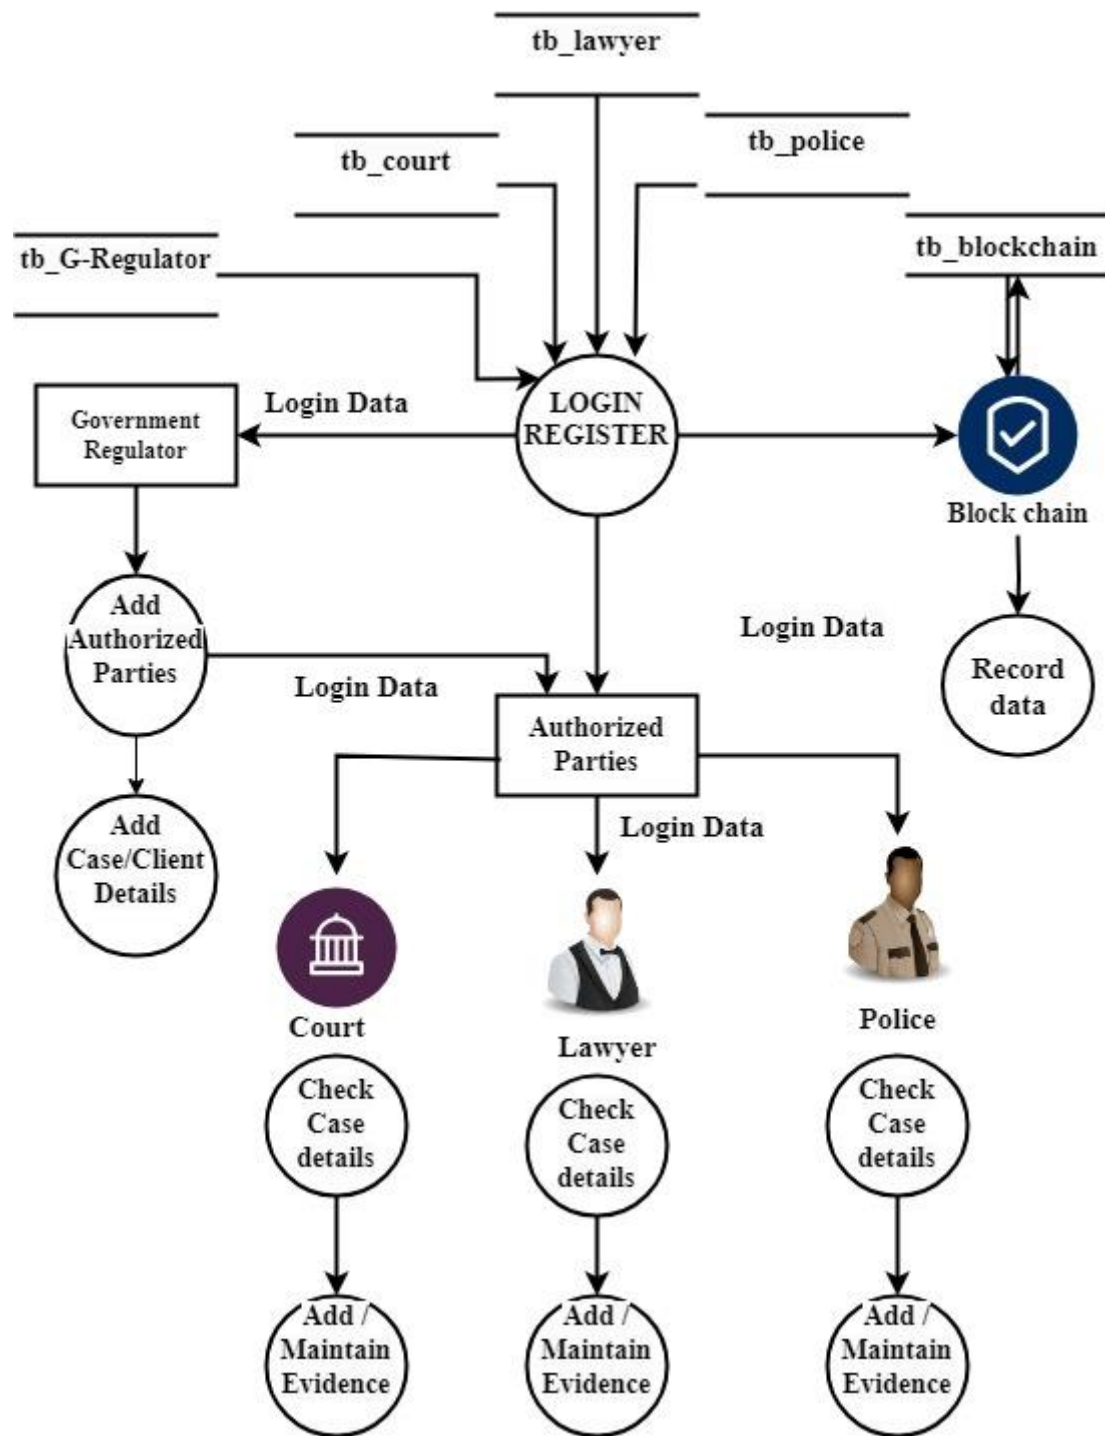 tb_lawyer
tb_court
tb_police
tb_G-Regulator
tb_blockchain
LOGIN
REGISTER
Login Data
Government
Regulator
Block chain
Add
Authorized
Parties
Login Data
Login Data
Record
data
Authorized
Parties
Login Data
Add
Case/Client
Details
Court
Lawyer
Police
Check
Case
details
Check
Case
details
Check
Case
details
Add /
Maintain
Evidence
Add /
Maintain
Evidence
Add /
Maintain
Evidence